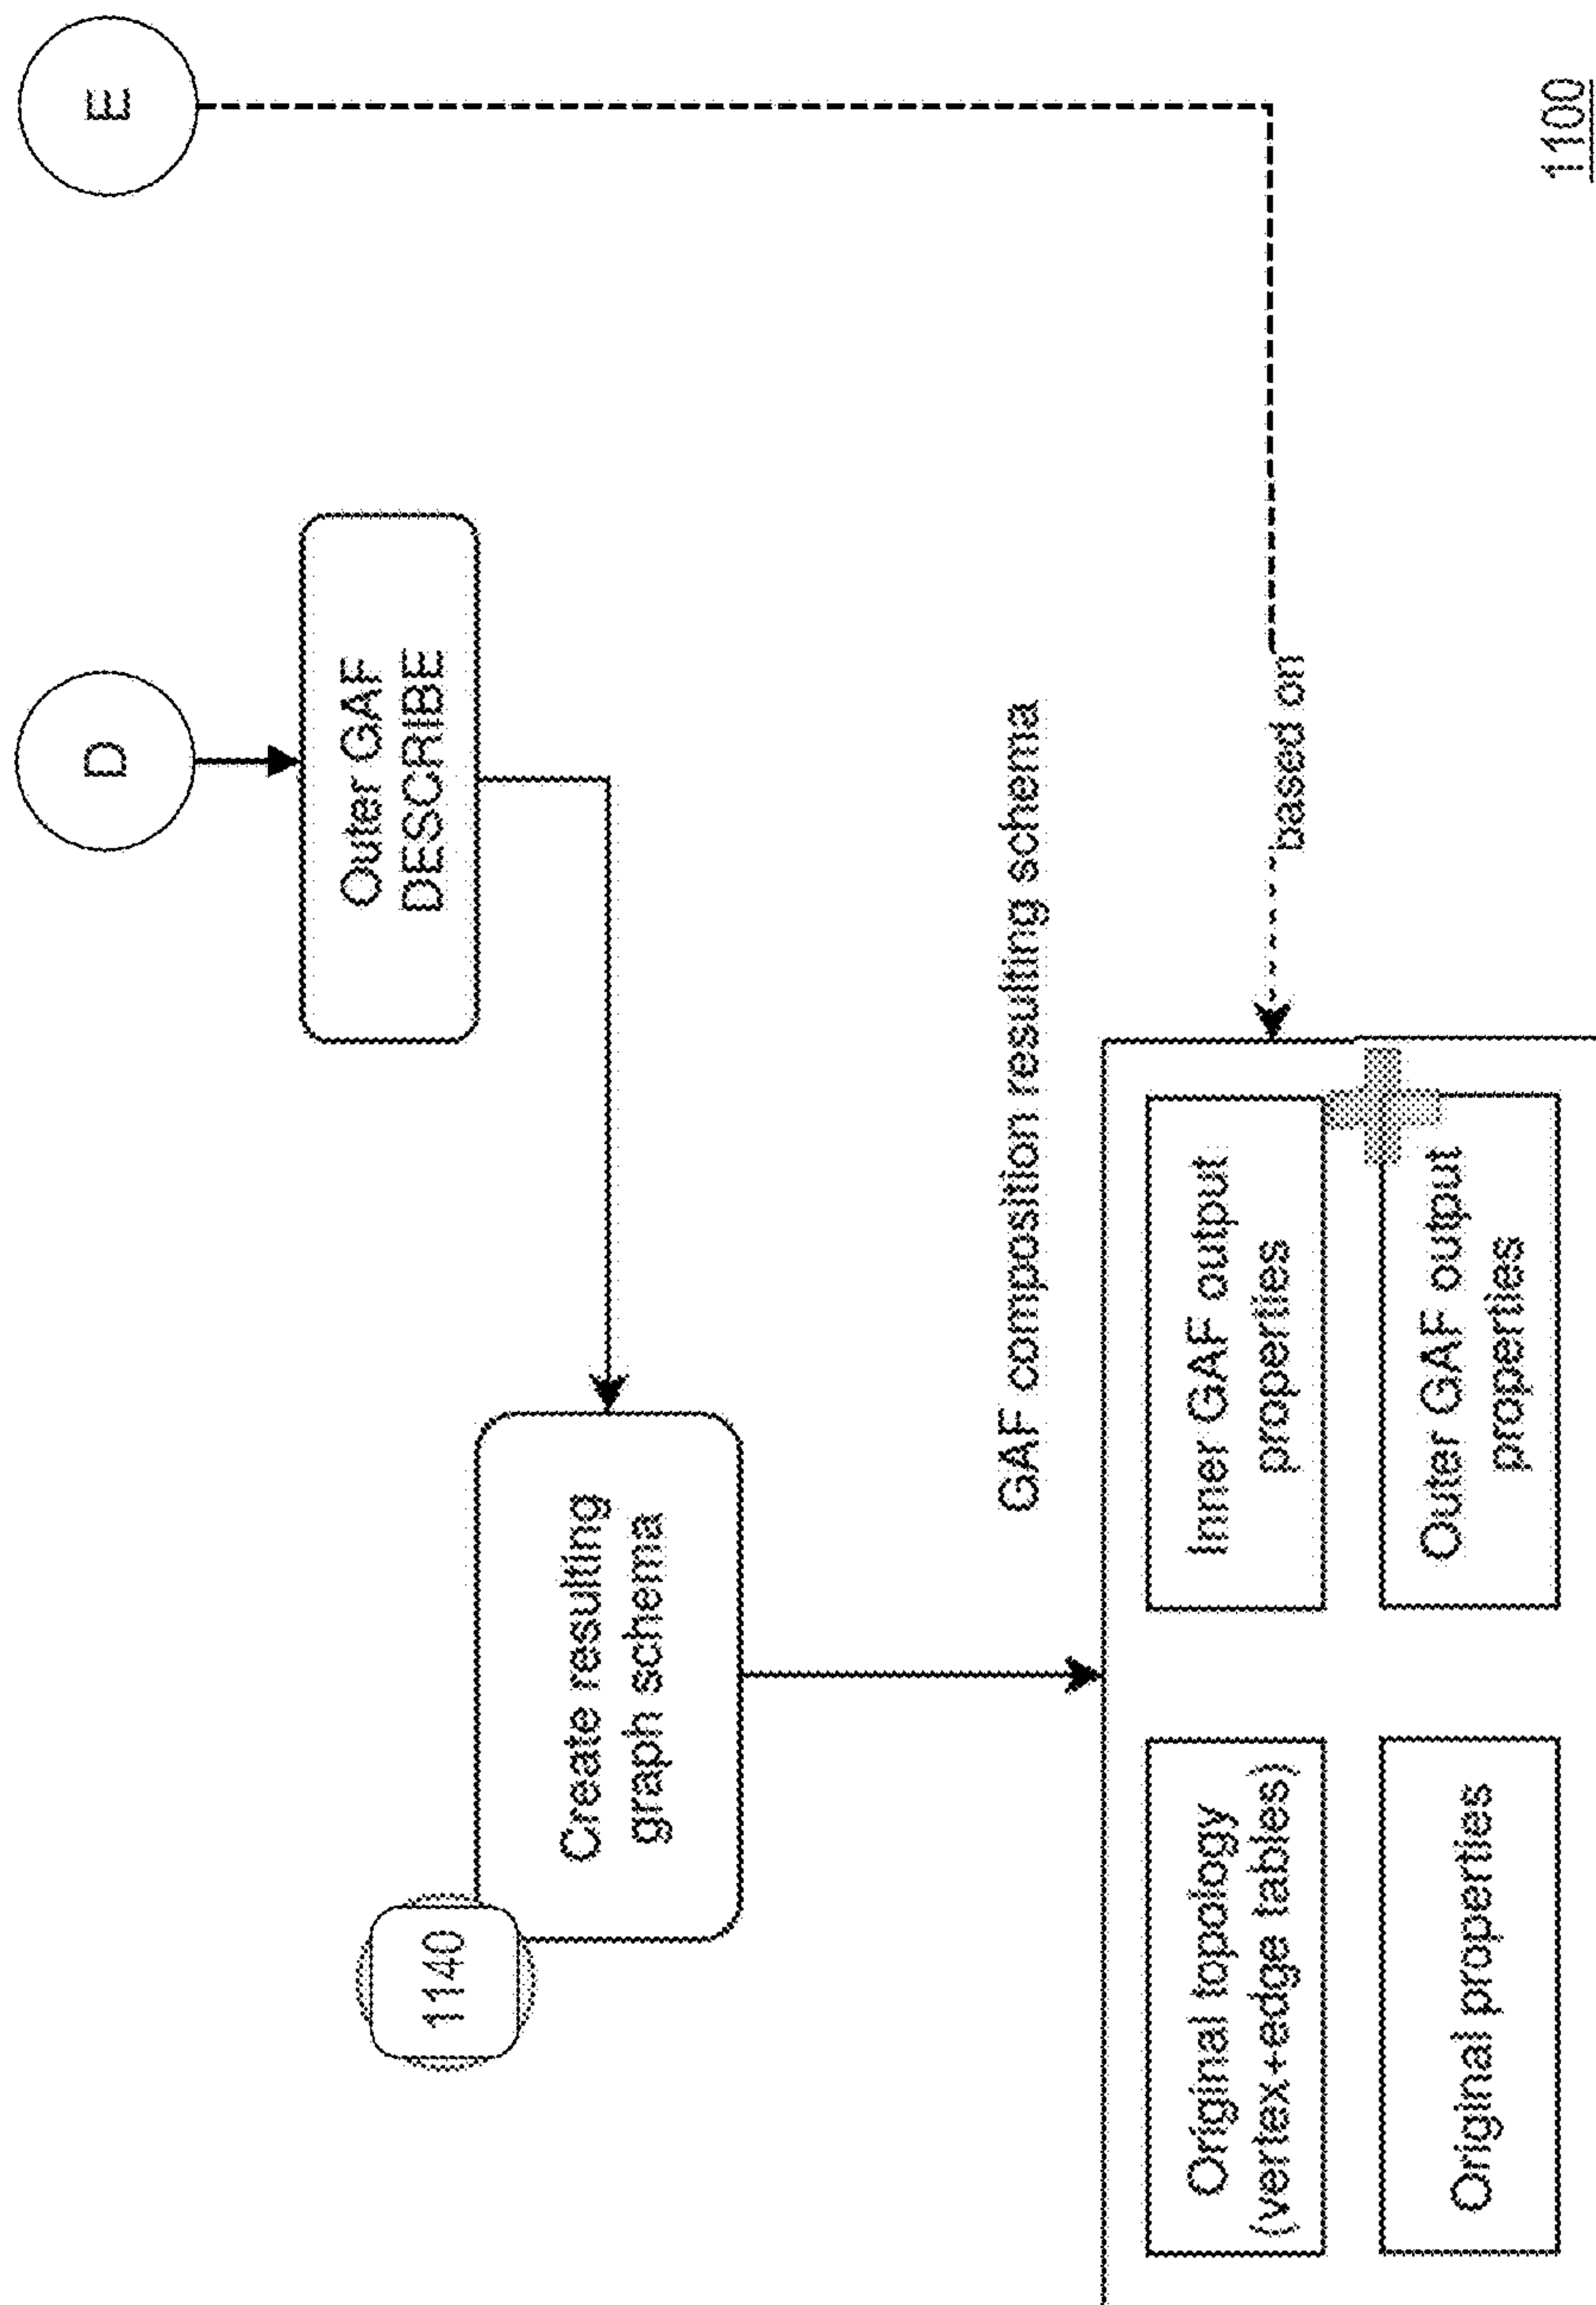 D
E
Outer GAF
DESCRIBE
1140
Create resulting
graph schema
GAF composition resulting schema
based on
Original topology
(vertex+edge tables)
Inner GAF output
properties
Original properties
Outer GAF output
properties
1100